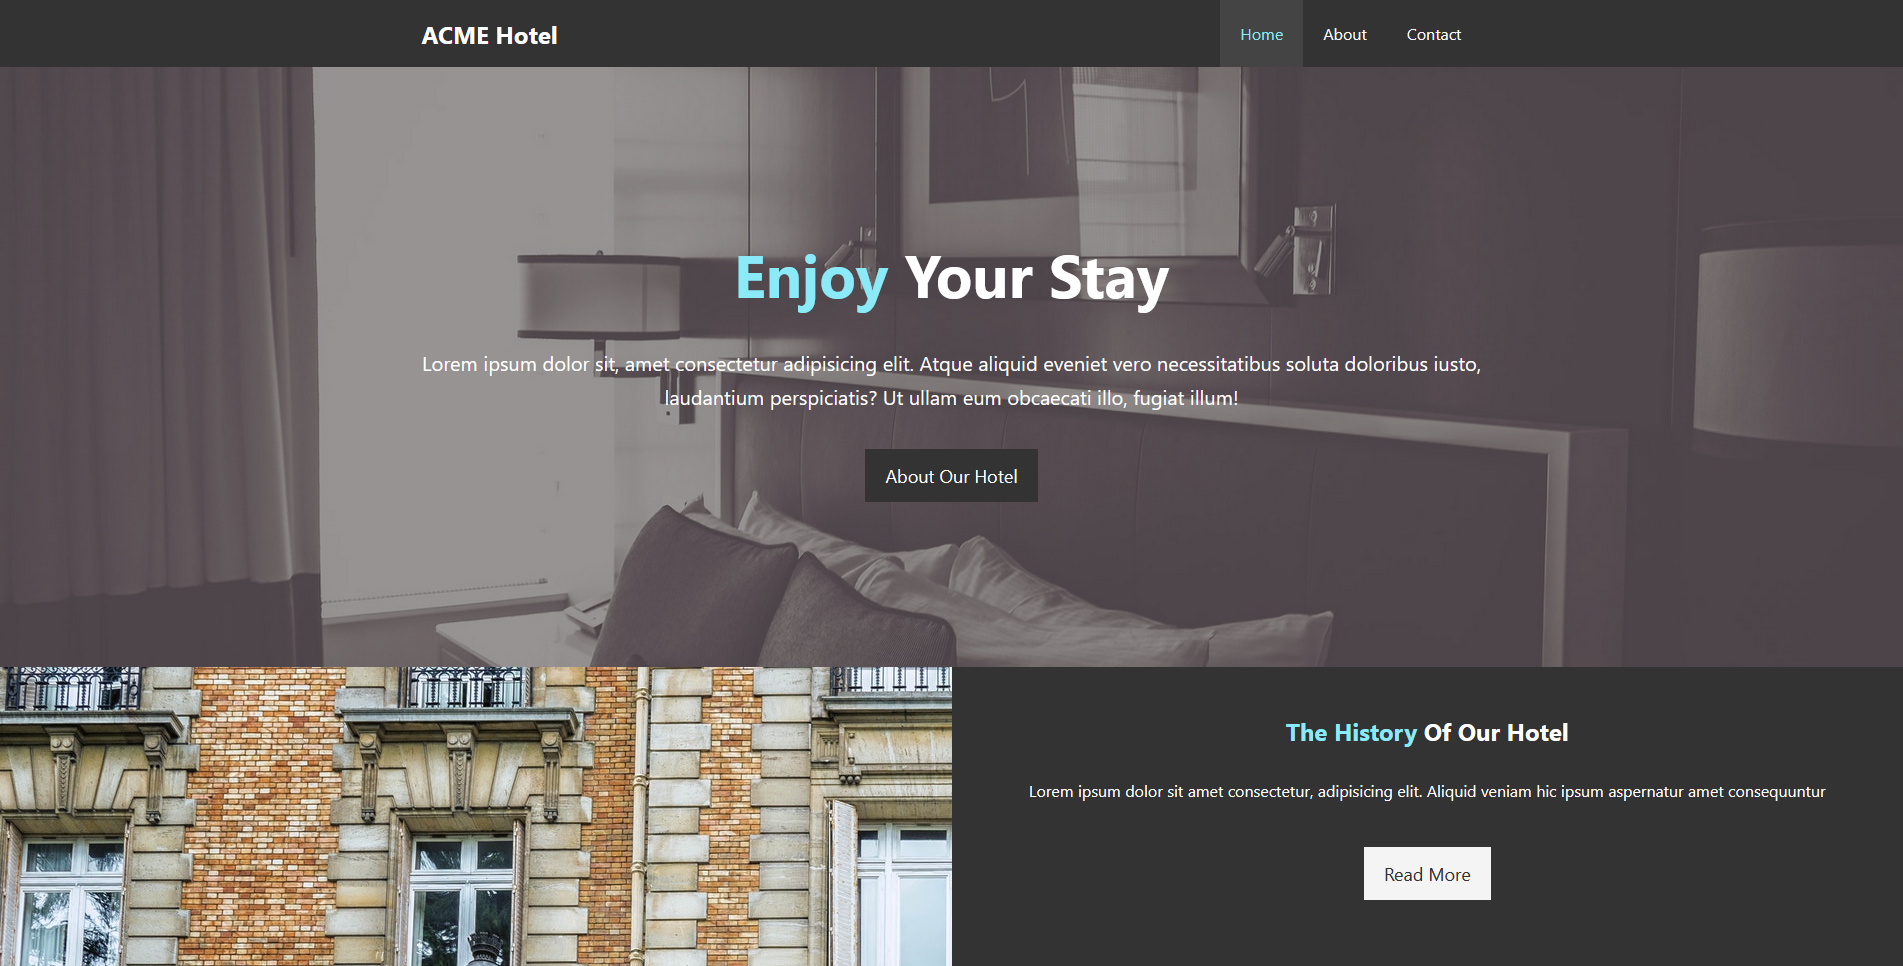 ACME Hotel
Home
About
Contact
Enjoy Your Stay
Lorem ipsum dolor sit, amet consectetur adipisicing elit. Atque aliquid eveniet vero necessitatibus soluta doloribus iusto,
laudantium perspiciatis? Ut ullam eum obcaecati illo, fugiat illum!
About Our Hotel
The History Of Our Hotel
Lorem ipsum dolor sit amet consectetur, adipisicing elit. Aliquid veniam hic ipsum aspernatur amet consequuntur
Read More